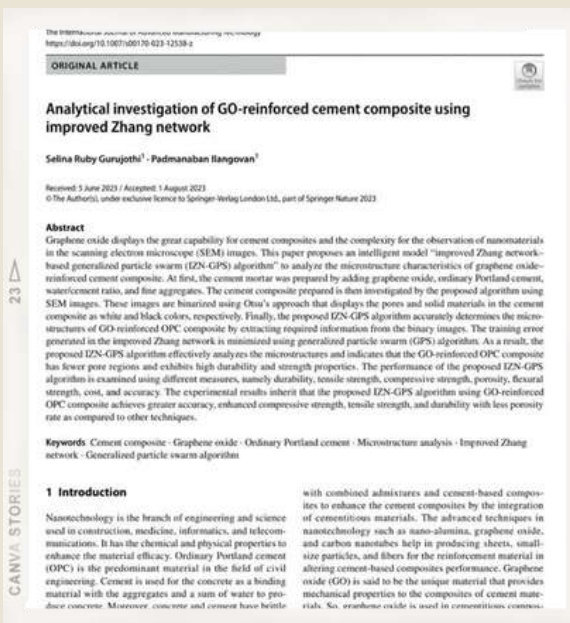 The International Journal of Advanced Manufacturing Technology
https://doi.org/10.1007/s00170-023-12538-z
ORIGINAL ARTICLE
Analytical investigation of GO-reinforced cement composite using
improved Zhang network
Selina Ruby Gurujothi1 · Padmanaban Ilangovan1
Received: 5 June 2023 / Accepted: 1 August 2023
© The Author(s), under exclusive licence to Springer-Verlag London Ltd., part of Springer Nature 2023
Abstract
Graphene oxide displays the great capability for cement composites and the complexity for the observation of nanomaterials
in the scanning electron microscope (SEM) images. This paper proposes an intelligent model "improved Zhang network–
based generalized particle swarm (IZN-GPS) algorithm" to analyze the microstructure characteristics of graphene oxide–
reinforced cement composite. At first, the cement mortar was prepared by adding graphene oxide, ordinary Portland cement,
water/cement ratio, and fine aggregates. The cement composite prepared is then investigated by the proposed algorithm using
SEM images. These images are binarized using Otsu's approach that displays the pores and solid materials in the cement
composite as white and black colors, respectively. Finally, the proposed IZN-GPS algorithm accurately determines the micro-
structures of GO-reinforced OPC composite by extracting required information from the binary images. The training error
generated in the improved Zhang network is minimized using generalized particle swarm (GPS) algorithm. As a result, the
proposed IZN-GPS algorithm effectively analyzes the microstructures and indicates that the GO-reinforced OPC composite
has fewer pore regions and exhibits high durability and strength properties. The performance of the proposed IZN-GPS
algorithm is examined using different measures, namely durability, tensile strength, compressive strength, porosity, flexural
strength, cost, and accuracy. The experimental results inherit that the proposed IZN-GPS algorithm using GO-reinforced
OPC composite achieves greater accuracy, enhanced compressive strength, tensile strength, and durability with less porosity
rate as compared to other techniques.
Keywords Cement composite · Graphene oxide · Ordinary Portland cement · Microstructure analysis · Improved Zhang
network · Generalized particle swarm algorithm
1 Introduction
Nanotechnology is the branch of engineering and science
used in construction, medicine, informatics, and telecom-
munications. It has the chemical and physical properties to
enhance the material efficacy. Ordinary Portland cement
(OPC) is the predominant material in the field of civil
engineering. Cement is used for the concrete as a binding
material with the aggregates and a sum of water to pro-
duce concrete. Moreover, concrete and cement have brittle
with combined admixtures and cement-based compos-
ites to enhance the cement composites by the integration
of cementitious materials. The advanced techniques in
nanotechnology such as nano-alumina, graphene oxide,
and carbon nanotubes help in producing sheets, small-
size particles, and fibers for the reinforcement material in
altering cement-based composites performance. Graphene
oxide (GO) is said to be the unique material that provides
mechanical properties to the composites of cement mate-
rials. So, graphene oxide is used in cementitious compos-
23
CANVA STORIES